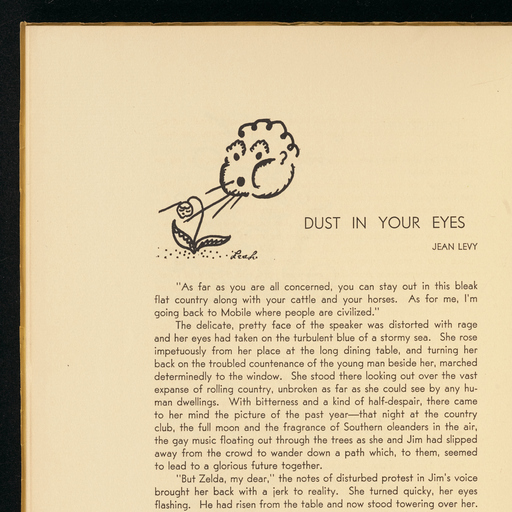 Leah
DUST IN YOUR EYES
JEAN LEVY
"As far as you are all concerned, you can stay out in this bleak
flat country along with your cattle and your horses. As for me, I'm
going back to Mobile where people are civilized."
The delicate, pretty face of the speaker was distorted with rage
and her eyes had taken on the turbulent blue of a stormy sea. She rose
impetuously from her place at the long dining table, and turning her
back on the troubled countenance of the young man beside her, marched
determinedly to the window. She stood there looking out over the vast
expanse of rolling country, unbroken as far as she could see by any hu-
man dwellings. With bitterness and a kind of half-despair, there came
to her mind the picture of the past year—that night at the country
club, the full moon and the fragrance of Southern oleanders in the air,
the gay music floating out through the trees as she and Jim had slipped
away from the crowd to wander down a path which, to them, seemed
to lead to a glorious future together.
"But Zelda, my dear," the notes of disturbed protest in Jim's voice
brought her back with a jerk to reality. She turned quickly, her eyes
flashing. He had risen from the table and now stood towering over her.